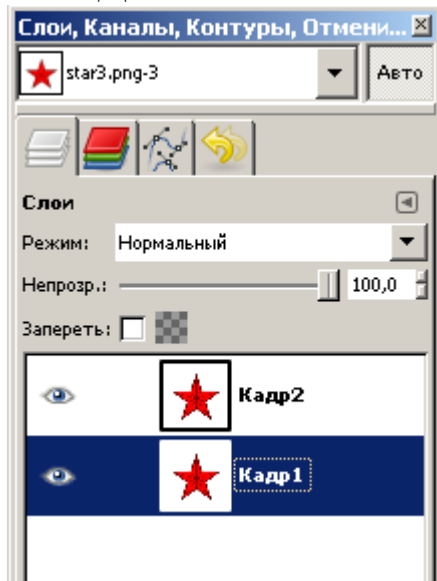 Слои, Каналы, Контуры, Отмени...
star3.png-3
Авто
Слои
Режим: Нормальный
Непрозр.: 100,0
Запереть:
Кадр2
Кадр1